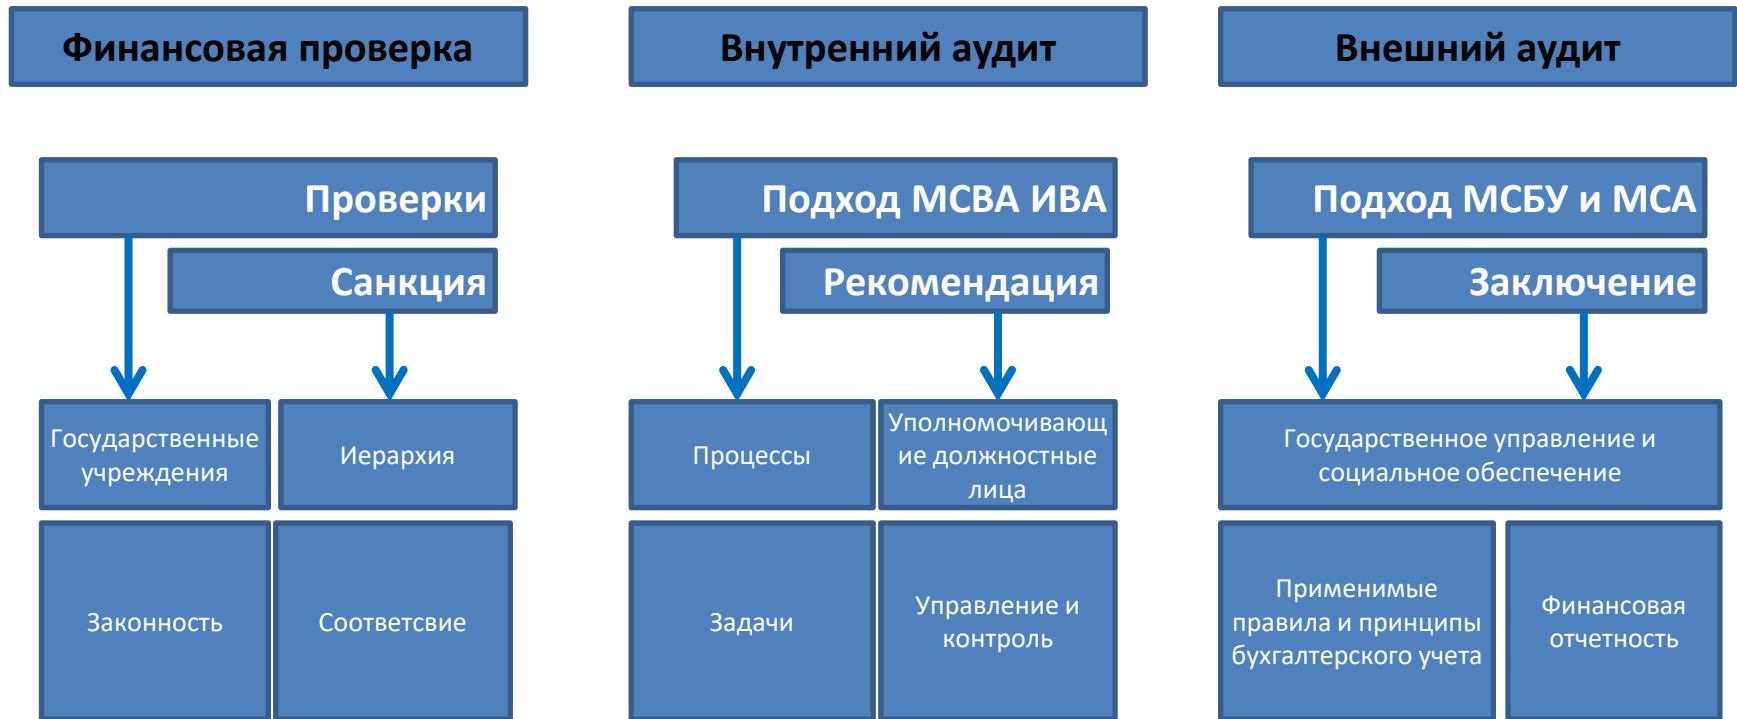 Финансовая проверка
Внутренний аудит
Внешний аудит
Проверки
Санкция
Подход МСВА ИВА
Рекомендация
Подход МСБУ и МСА
Заключение
Государственные
учреждения
Иерархия
Процессы
Уполномочивающ
ие должностные
лица
Государственное управление и
социальное обеспечение
Законность
Соответсвие
Задачи
Управление и
контроль
Применимые
правила и принципы
бухгалтерского учета
Финансовая
отчетность